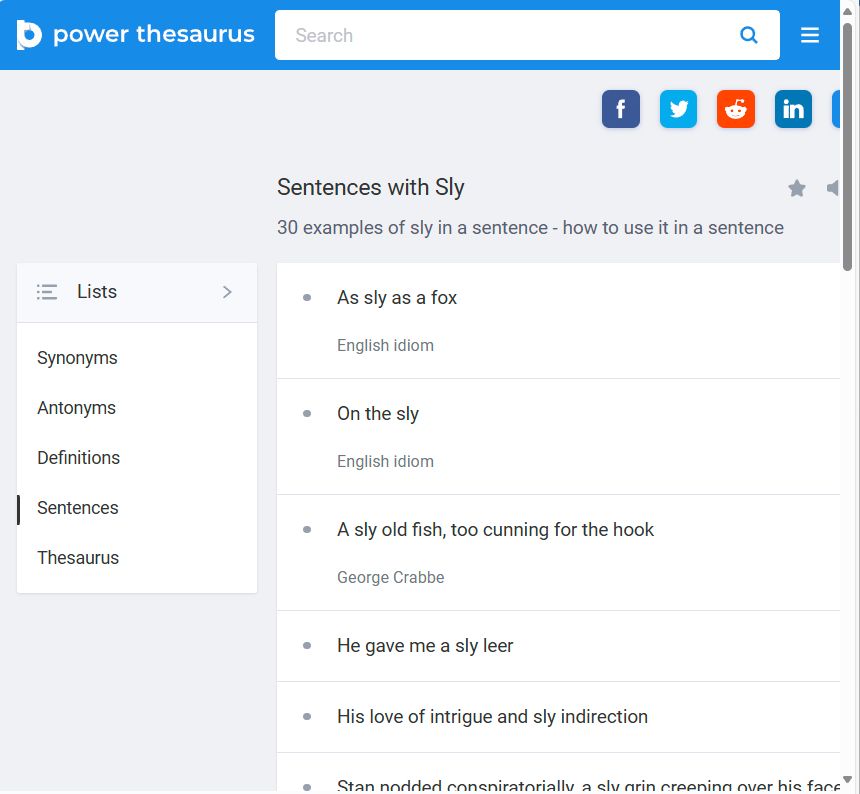 power thesaurus
Search
Sentences with Sly
30 examples of sly in a sentence - how to use it in a sentence
Lists
Synonyms
Antonyms
Definitions
Sentences
Thesaurus
As sly as a fox
English idiom
On the sly
English idiom
A sly old fish, too cunning for the hook
George Crabbe
He gave me a sly leer
His love of intrigue and sly indirection
Stan nodded conspiratorially, a sly grin creeping over his face